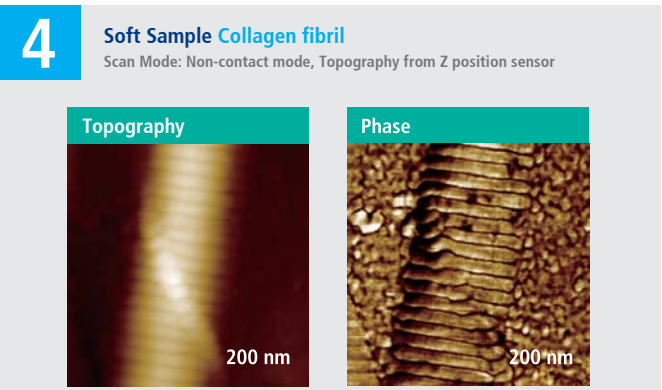 4
Soft Sample Collagen fibril
Scan Mode: Non-contact mode, Topography from Z position sensor
Topography
Phase
200 nm
200 nm